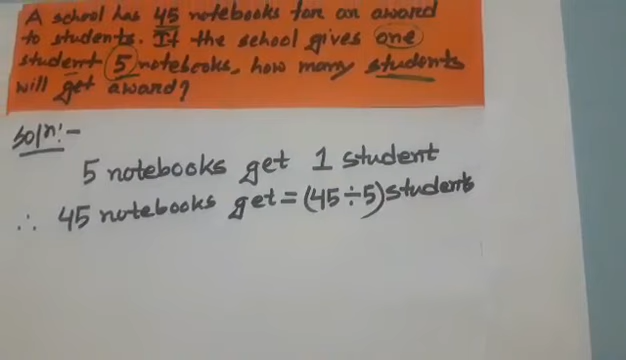 A school has 45 notebooks for an award
to students. If the school gives one
student 5 notebooks, how many students
will get award?
Soln:-
5 notebooks get 1 student
∴ 45 notebooks get = (45÷5) students